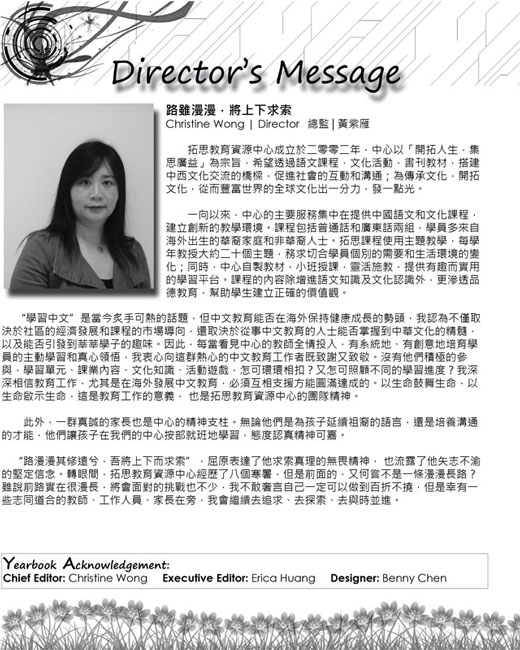 Director's Message
路雖漫漫，將上下求索
Christine Wong | Director 總監 | 黃紫雁
拓思教育資源中心成立於二零零二年，中心以「開拓人生，集
思廣益」為宗旨，希望透過語文課程，文化活動，書刊教材，搭建
中西文化交流的橋樑，促進社會的互動和溝通；為傳承文化，開拓
文化，從而豐富世界的全球文化出一分力，發一點光。
一向以來，中心的主要服務集中在提供中國語文和文化課程，
建立創新的教學環境。課程包括普通話和廣東話兩組，學員多來自
海外出生的華裔家庭和非華裔人士。拓思課程使用主題教學，每學
年教授大約二十個主題，務求切合學員個別的需要和生活環境的變
化；同時，中心自製教材，小班授課，靈活施教，提供有趣而實用
的學習平台。課程的內容除增進語文知識及文化認識外，更滲透品
德教育，幫助學生建立正確的價值觀。
“學習中文”是當今炙手可熱的話題，但中文教育能否在海外保持健康成長的勢頭，我認為不僅取
決於社區的經濟發展和課程的市場導向，還取決於從事中文教育的人士能否掌握到中華文化的精髓，
以及能否引發到莘莘學子的趣味。因此，每當看見中心的教師全情投入，有系統地、有創意地培育學
員的主動學習和真心領悟，我衷心向這群熱心的中文教育工作者既致謝又致敬。沒有他們積極的參
與，學習單元、課業內容、文化知識、活動遊戲，怎可環環相扣？又怎可照顧不同的學習進度？我深
深相信教育工作，尤其是在海外發展中文教育，必須互相支援方能圓滿達成的。以生命鼓舞生命，以
生命啟示生命，這是教育工作的意義，也是拓思教育資源中心的團隊精神。
此外，一群真誠的家長也是中心的精神支柱。無論他們是為孩子延續祖裔的語言，還是培養溝通
的才能，他們讓孩子在我們的中心按部就班地學習，態度認真精神可嘉。
“路漫漫其修遠兮，吾將上下而求索”，屈原表達了他求索真理的無畏精神，也流露了他矢志不渝
的堅定信念。轉眼間，拓思教育資源中心經歷了八個寒暑，但是前面的，又何嘗不是一條漫漫長路？
雖說前路實在很漫長，將會面對的挑戰也不少，我不敢奢言自己一定可以做到百折不撓，但是幸有一
些志同道合的教師、工作人員，家長在旁，我會繼續去追求、去探索、去與時並進。
Yearbook Acknowledgement:
Chief Editor: Christine Wong Executive Editor: Erica Huang Designer: Benny Chen